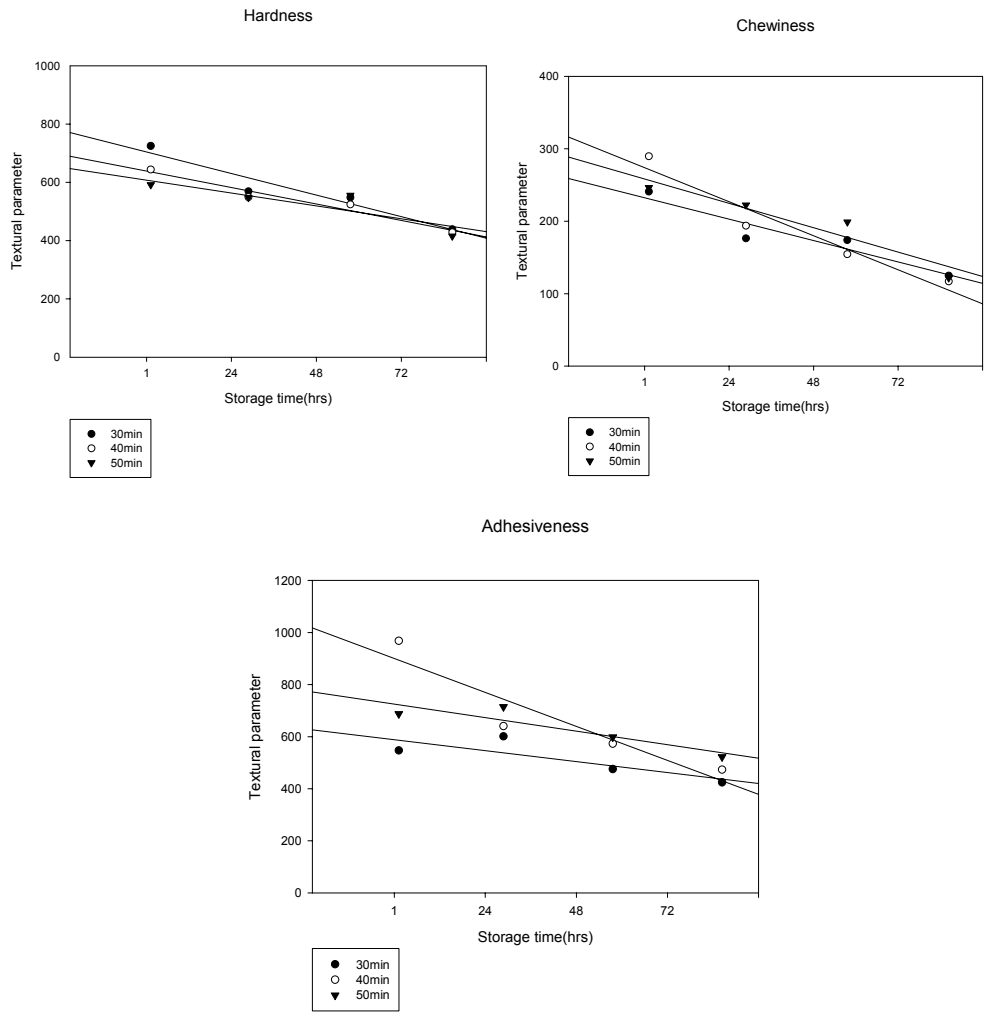 Hardness
1000
800
600
400
200
0
Textural parameter
1 24 48 72
Storage time(hrs)
30min
40min
50min
Chewiness
400
300
200
100
0
Textural parameter
1 24 48 72
Storage time(hrs)
30min
40min
50min
Adhesiveness
1200
1000
800
600
400
200
0
Textural parameter
1 24 48 72
Storage time(hrs)
30min
40min
50min